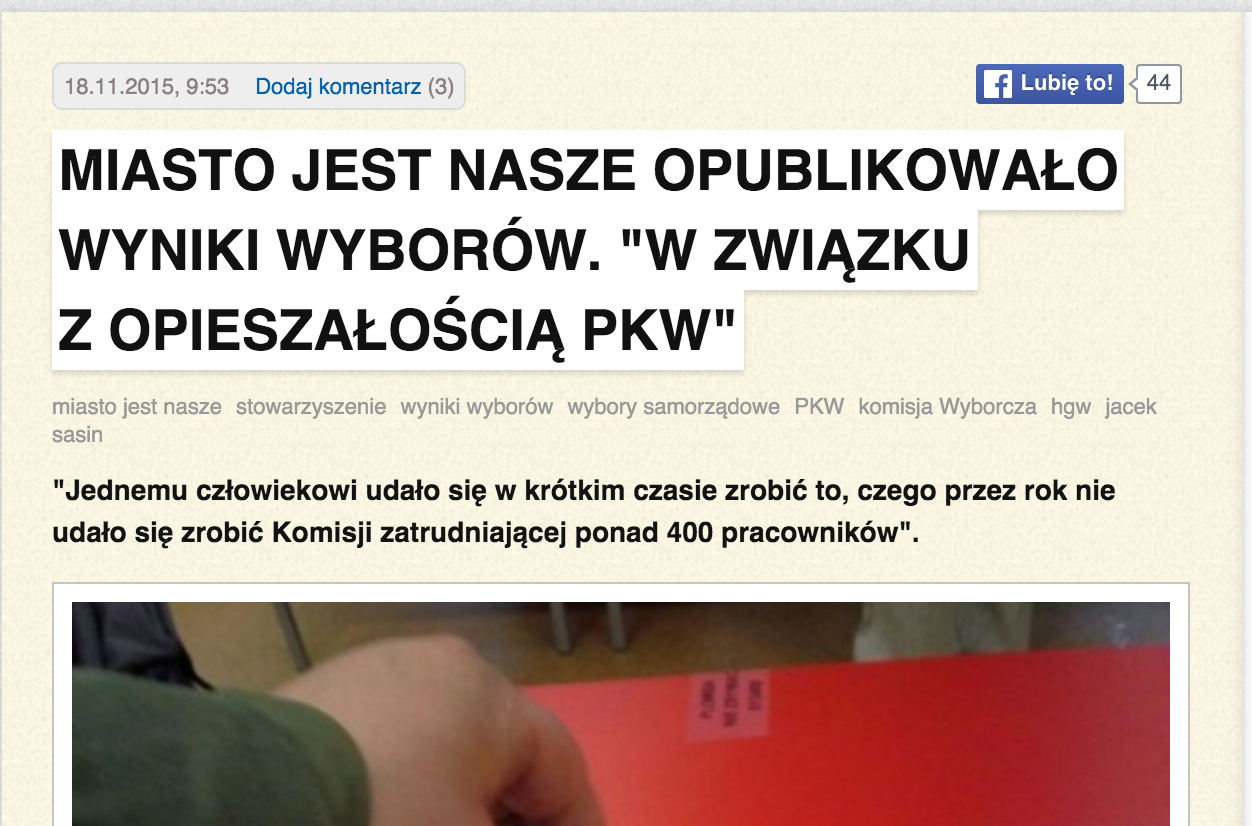 18.11.2015, 9:53 Dodaj komentarz (3)
Lubię to! 44
MIASTO JEST NASZE OPUBLIKOWAŁO
WYNIKI WYBORÓW. "W ZWIĄZKU
Z OPIESZAŁOŚCIĄ PKW"
miasto jest nasze stowarzyszenie wyniki wyborów wybory samorządowe PKW komisja Wyborcza hgw jacek
sasin
"Jednemu człowiekowi udało się w krótkim czasie zrobić to, czego przez rok nie
udało się zrobić Komisji zatrudniającej ponad 400 pracowników".